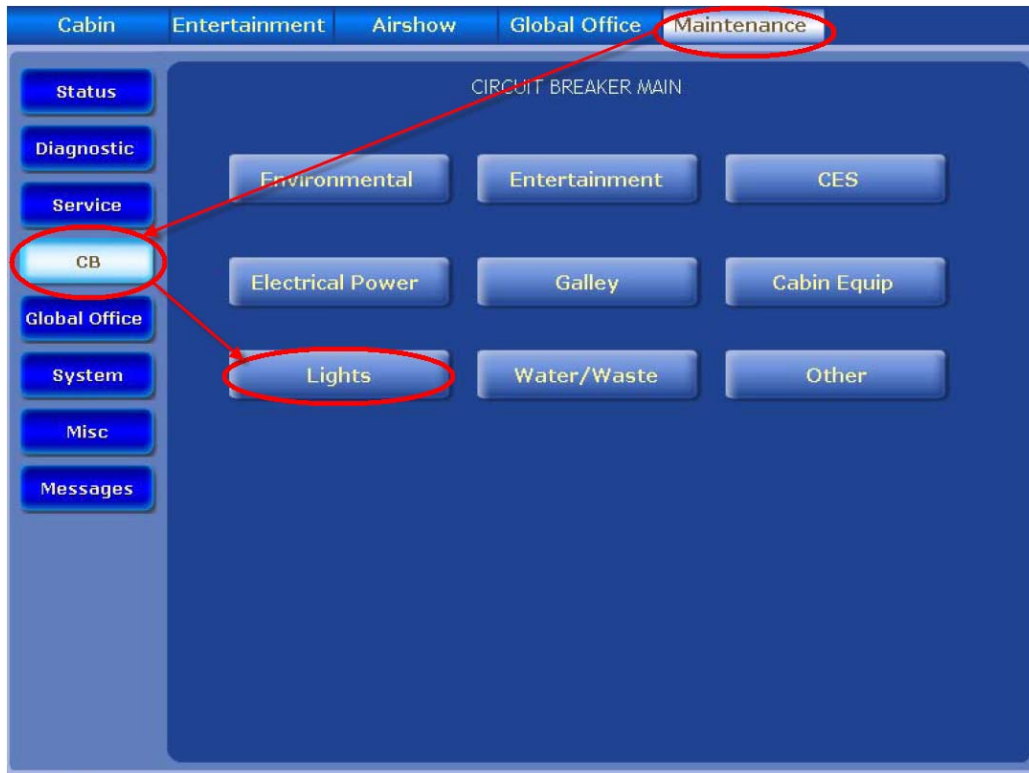 Cabin Entertainment Airshow Global Office Maintenance
CIRCUIT BREAKER MAIN
Status
Diagnostic
Service
CB
Global Office
System
Misc
Messages
Environmental Entertainment CES
Electrical Power Galley Cabin Equip
Lights Water/Waste Other